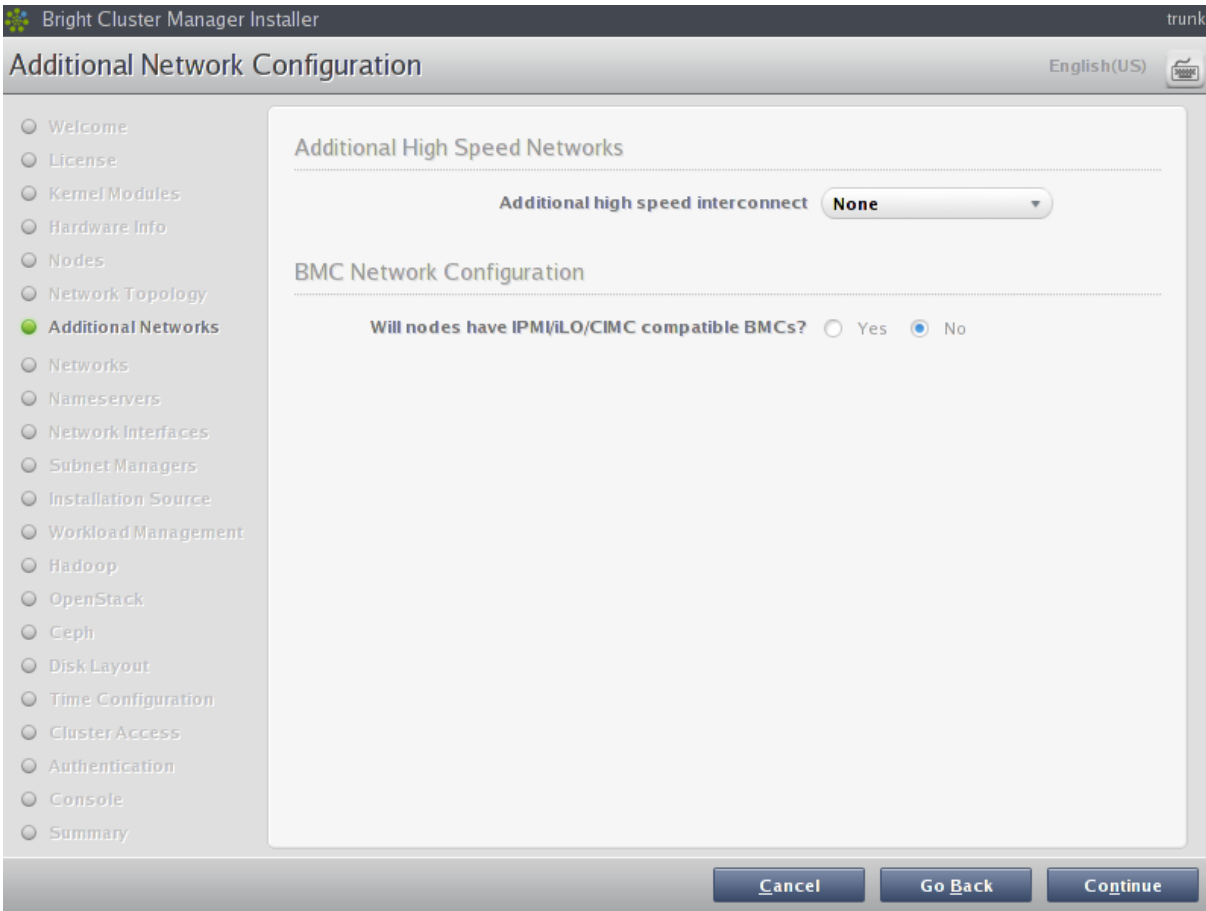 Bright Cluster Manager Installer
trunk
Additional Network Configuration
English(US)
Welcome
License
Kernel Modules
Hardware Info
Nodes
Network Topology
Additional Networks
Networks
Nameservers
Network Interfaces
Subnet Managers
Installation Source
Workload Management
Hadoop
OpenStack
Ceph
Disk Layout
Time Configuration
Cluster Access
Authentication
Console
Summary
Additional High Speed Networks
Additional high speed interconnect None
BMC Network Configuration
Will nodes have IPMI/iLO/CIMC compatible BMCs? Yes No
Cancel Go Back Continue